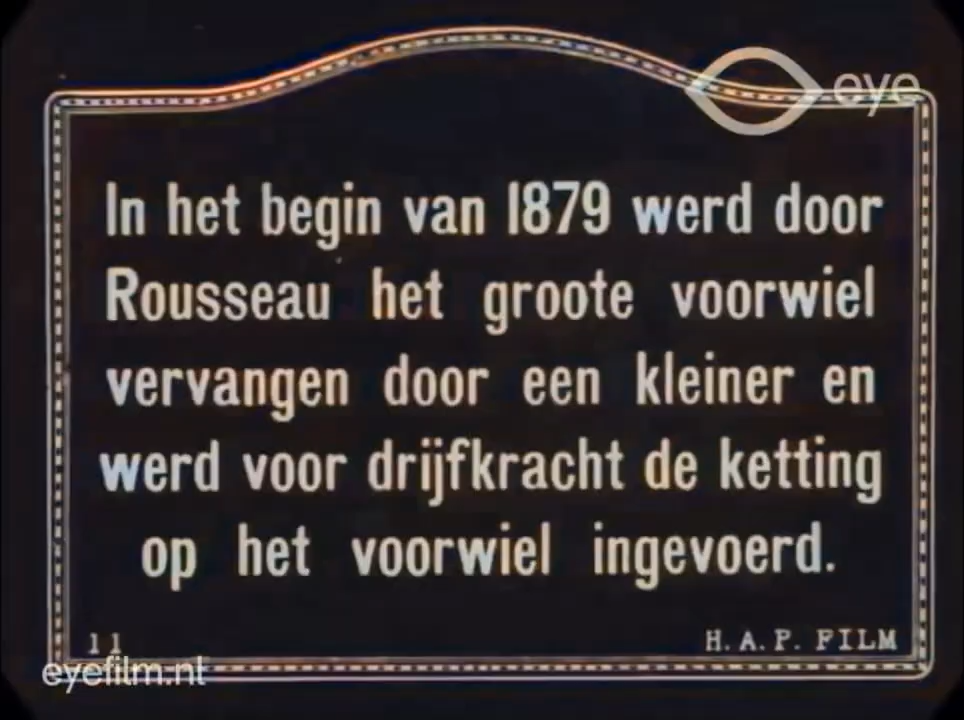 eye
In het begin van 1879 werd door
Rousseau het groote voorwiel
vervangen door een kleiner en
werd voor drijfkracht de ketting
op het voorwiel ingevoerd.
11
H. A. P. FILM
eyefilm.nl